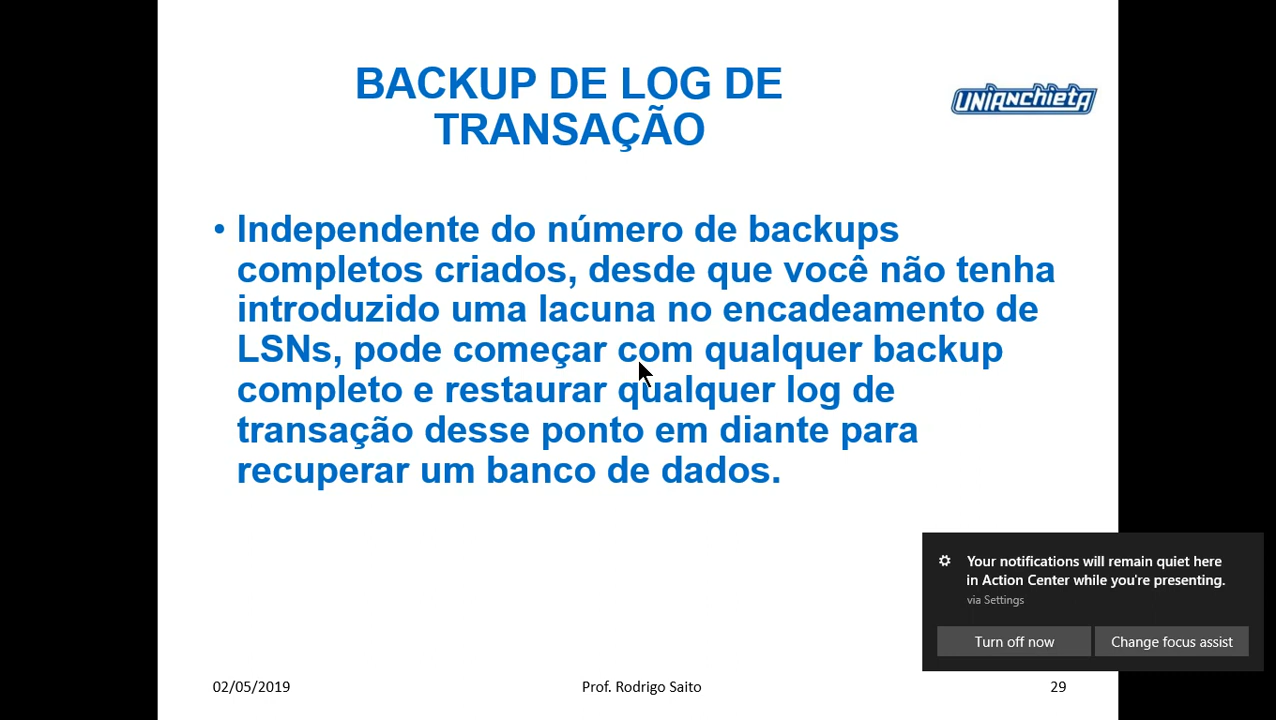 BACKUP DE LOG DE
TRANSAÇÃO
UNIANCHIETA
• Independente do número de backups
completos criados, desde que você não tenha
introduzido uma lacuna no encadeamento de
LSNs, pode começar com qualquer backup
completo e restaurar qualquer log de
transação desse ponto em diante para
recuperar um banco de dados.
Your notifications will remain quiet here
in Action Center while you're presenting.
via Settings
Turn off now
Change focus assist
02/05/2019
Prof. Rodrigo Saito
29